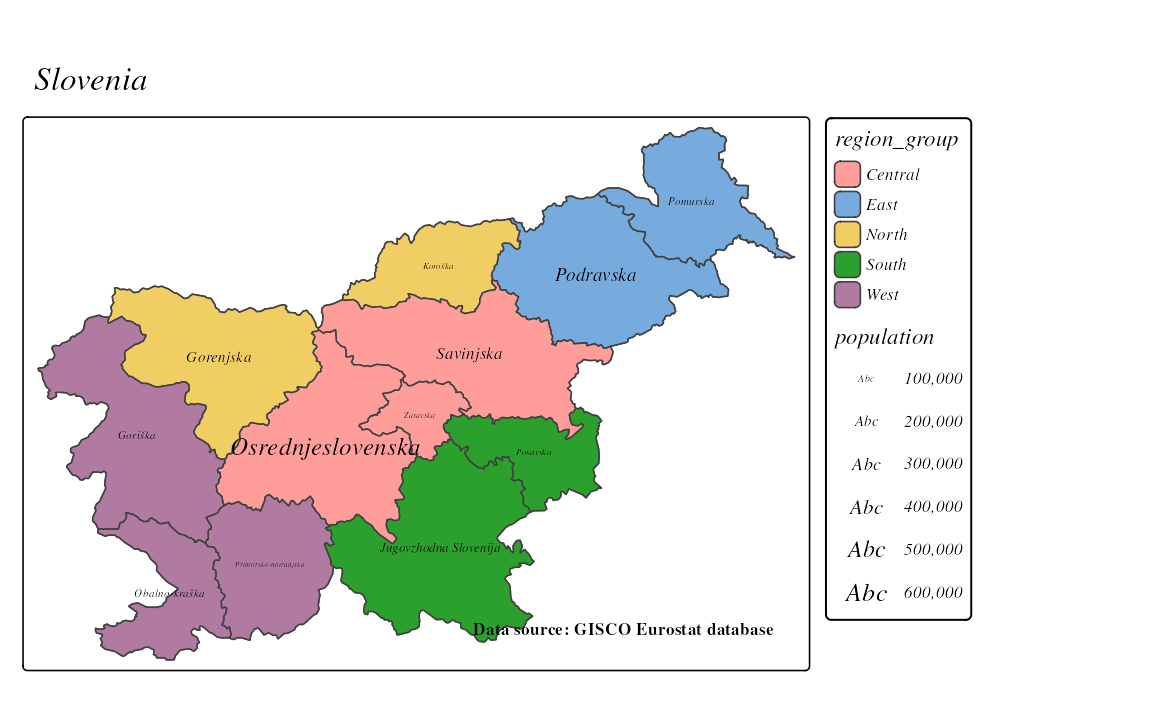 Slovenia
Pomurska
Koroška
Podravska
Gorenjska
Savinjska
Zasavska
Goriška
Osrednjeslovenska
Posavska
Jugovzhodna Slovenija
Primorsko-notranjska
Obalno-kraška
Data source: GISCO Eurostat database
region_group
Central
East
North
South
West
population
Abc 100,000
Abc 200,000
Abc 300,000
Abc 400,000
Abc 500,000
Abc 600,000